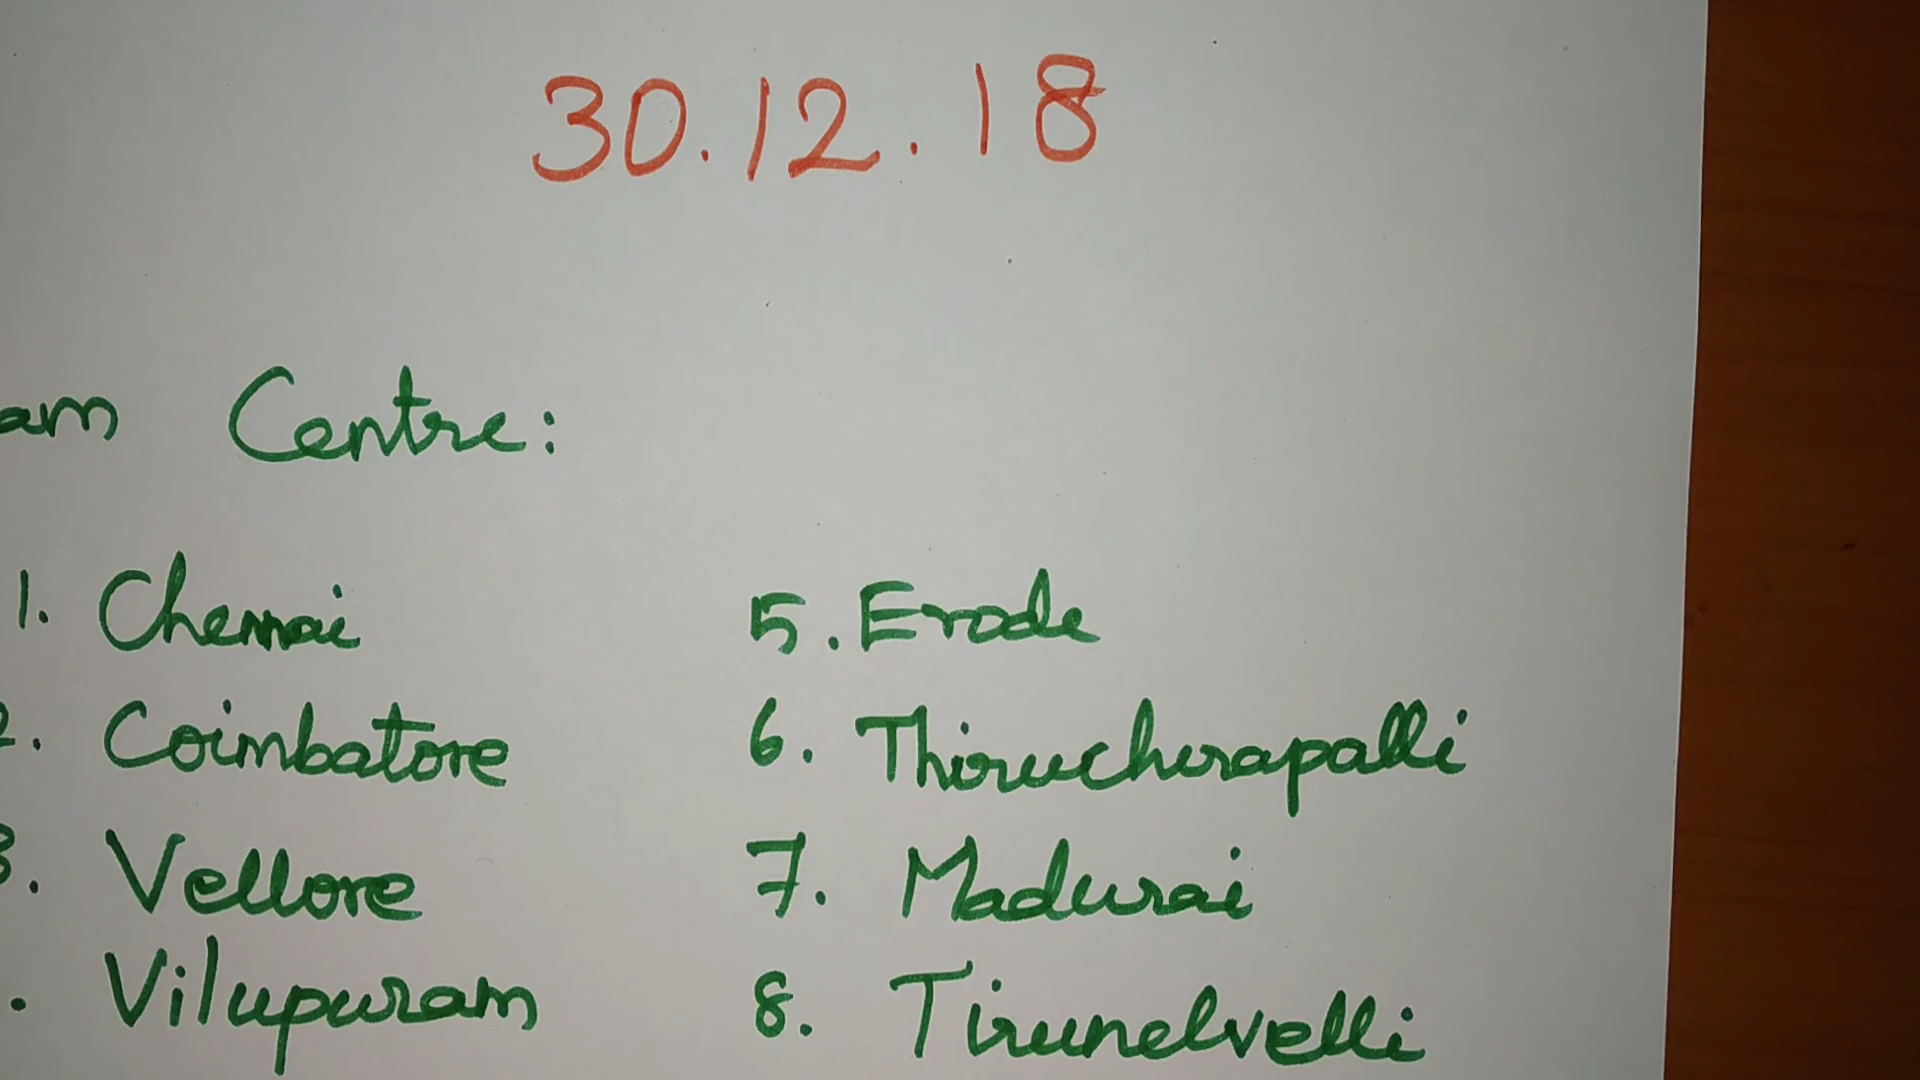 30.12.18
am Centre:
1. Chennai
2. Coimbatore
3. Vellore
. Vilupuram
5. Erode
6. Thiruchirapalli
7. Madurai
8. Tirunelvelli